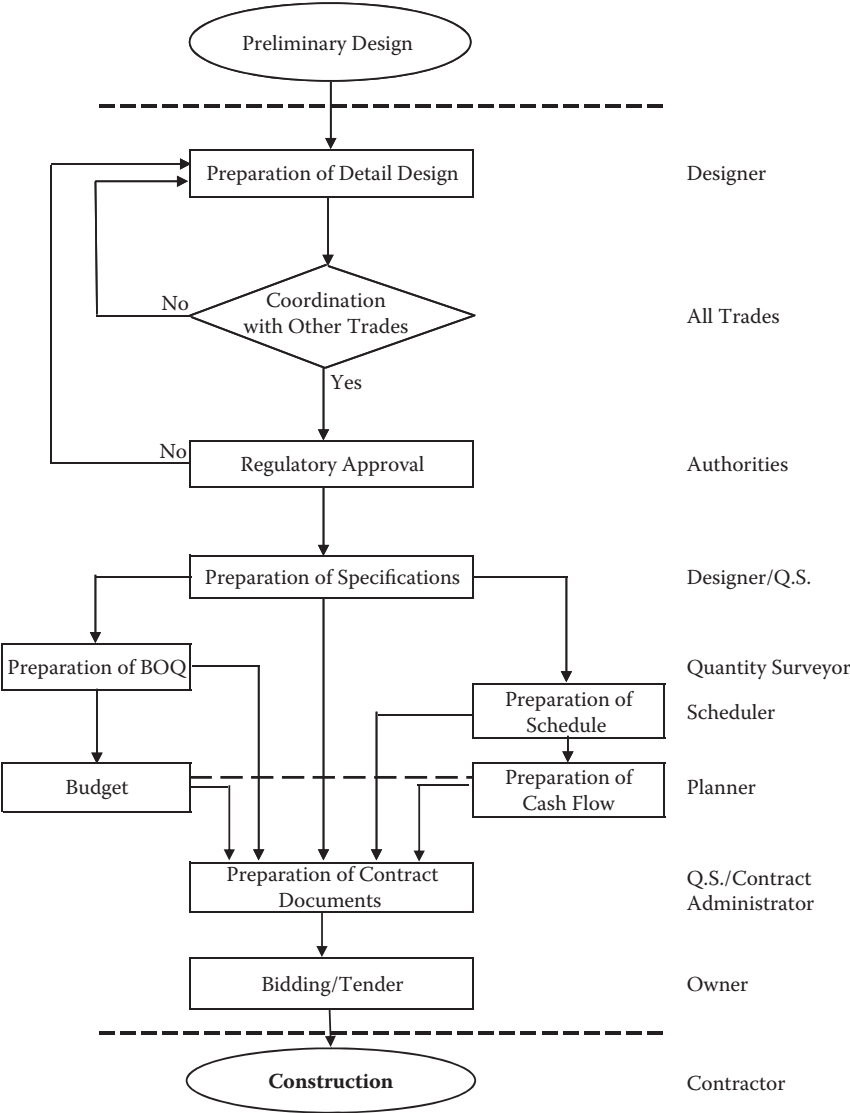 Preliminary Design
Preparation of Detail Design
Designer
No
Coordination
with Other Trades
All Trades
Yes
No
Regulatory Approval
Authorities
Preparation of Specifications
Designer/Q.S.
Preparation of BOQ
Quantity Surveyor
Preparation of
Schedule
Scheduler
Budget
Preparation of
Cash Flow
Planner
Preparation of Contract
Documents
Q.S./Contract
Administrator
Bidding/Tender
Owner
Construction
Contractor